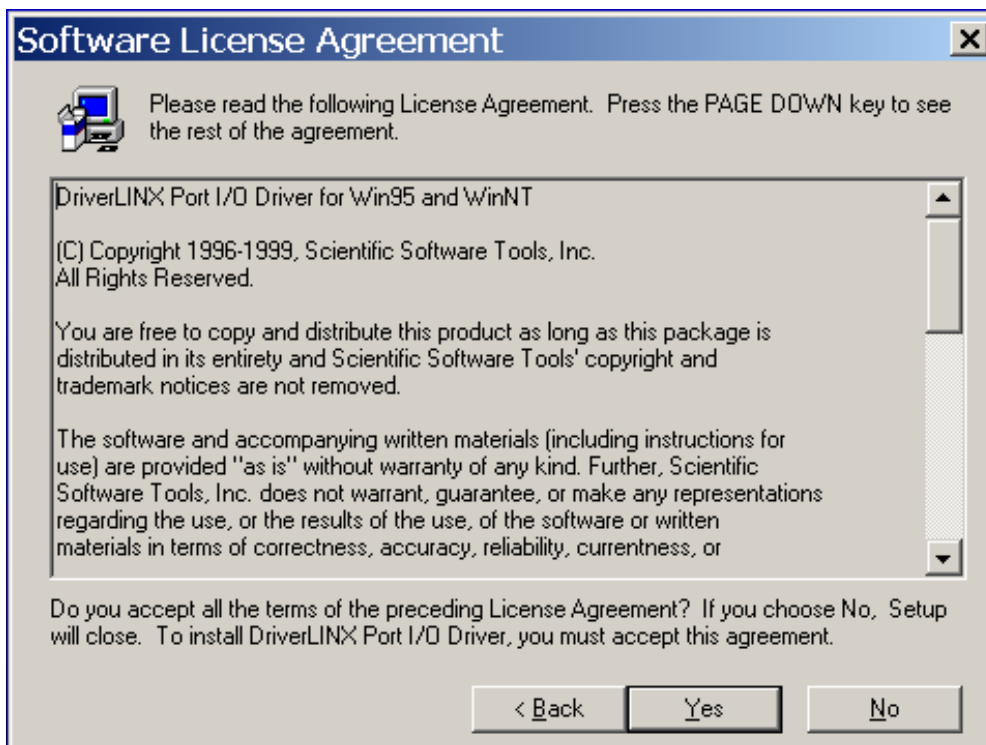 Software License Agreement
Please read the following License Agreement.  Press the PAGE DOWN key to see
the rest of the agreement.
DriverLINX Port I/O Driver for Win95 and WinNT
(C) Copyright 1996-1999, Scientific Software Tools, Inc.
All Rights Reserved.
You are free to copy and distribute this product as long as this package is
distributed in its entirety and Scientific Software Tools' copyright and
trademark notices are not removed.
The software and accompanying written materials (including instructions for
use) are provided "as is" without warranty of any kind. Further, Scientific
Software Tools, Inc. does not warrant, guarantee, or make any representations
regarding the use, or the results of the use, of the software or written
materials in terms of correctness, accuracy, reliability, currentness, or
Do you accept all the terms of the preceding License Agreement?  If you choose No,  Setup
will close.  To install DriverLINX Port I/O Driver, you must accept this agreement.
< Back Yes No